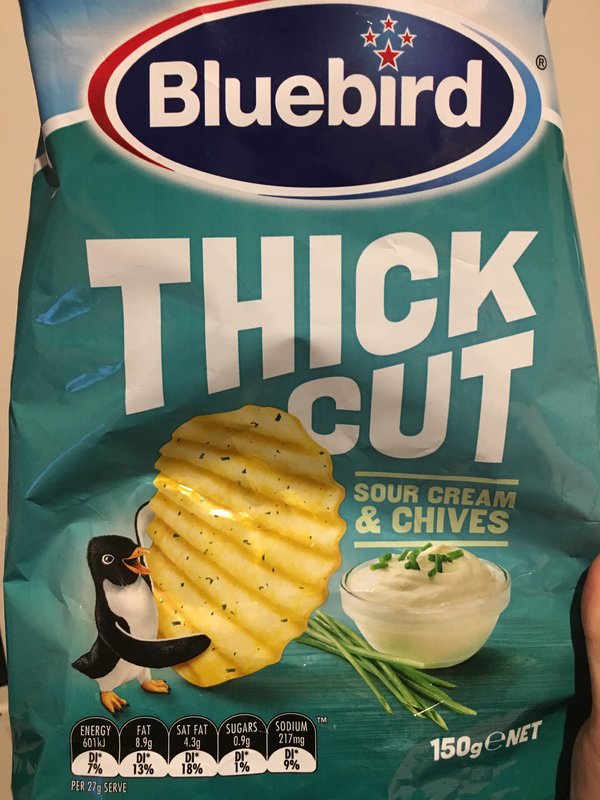 Bluebird®
THICK
CUT
SOUR CREAM
& CHIVES
ENERGY
601kJ
DI*
7%
FAT
8.9g
DI*
13%
SAT FAT
4.3g
DI*
18%
SUGARS
0.9g
DI*
1%
SODIUM
217mg
DI*
9%
TM
PER 27g SERVE
150g e NET